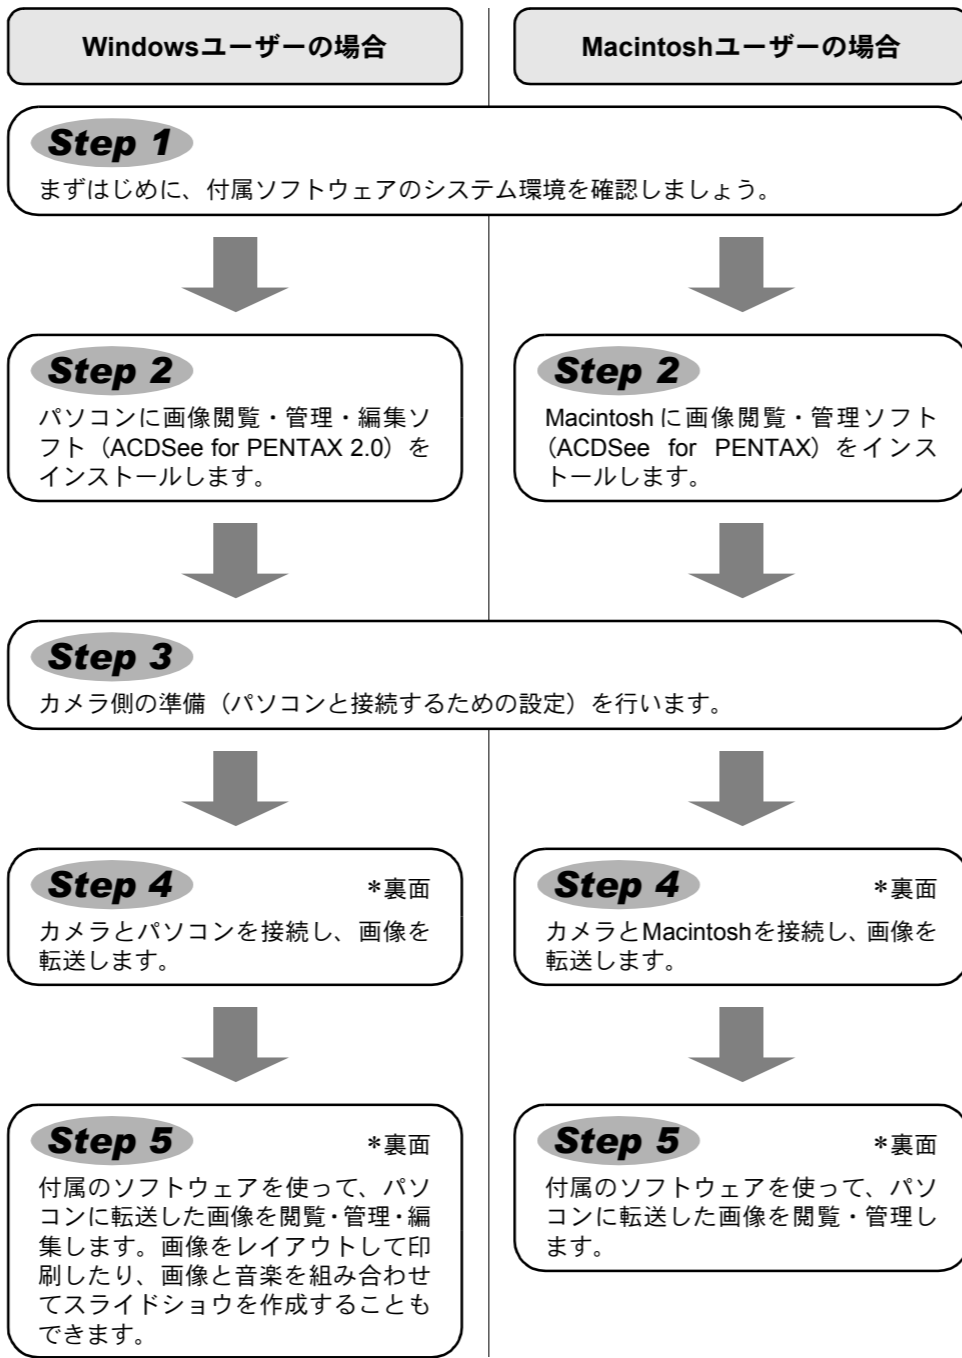 Windowsユーザーの場合
Macintoshユーザーの場合
Step 1
まずはじめに、付属ソフトウェアのシステム環境を確認しましょう。
Step 2
パソコンに画像閲覧・管理・編集ソ
フト（ACDSee for PENTAX 2.0）を
インストールします。
Step 2
Macintosh に画像閲覧・管理ソフト
（ACDSee for PENTAX）をインス
トールします。
Step 3
カメラ側の準備（パソコンと接続するための設定）を行います。
Step 4
*裏面
カメラとパソコンを接続し、画像を
転送します。
Step 4
*裏面
カメラとMacintoshを接続し、画像を
転送します。
Step 5
*裏面
付属のソフトウェアを使って、パソ
コンに転送した画像を閲覧・管理・編
集します。画像をレイアウトして印
刷したり、画像と音楽を組み合わせ
てスライドショウを作成することも
できます。
Step 5
*裏面
付属のソフトウェアを使って、パソ
コンに転送した画像を閲覧・管理し
ます。